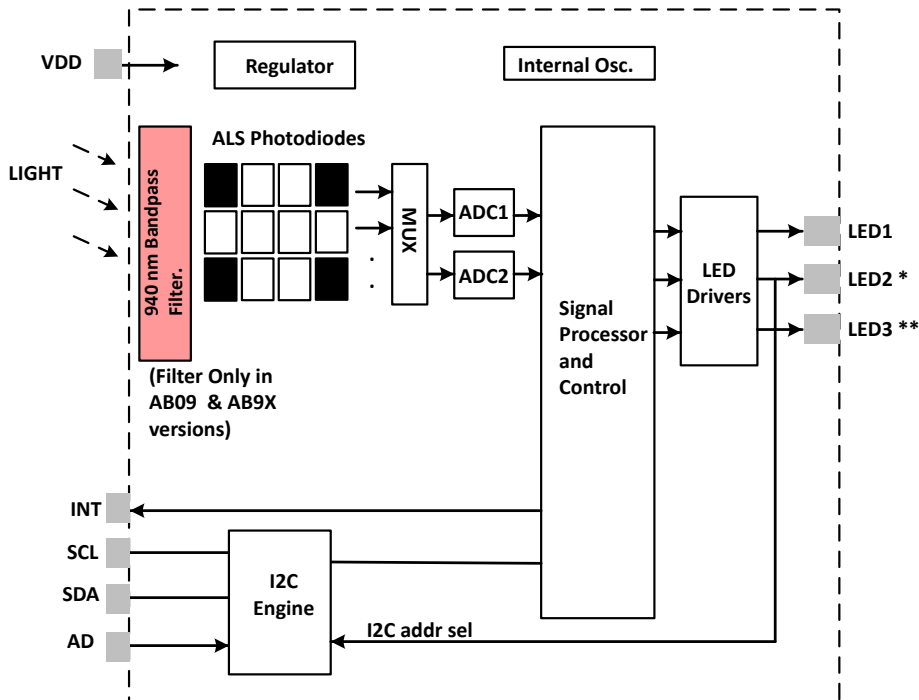 VDD
Regulator
Internal Osc.
LIGHT
940 nm Bandpass
Filter.
ALS Photodiodes
MUX
ADC1
ADC2
Signal
Processor
and
Control
LED
Drivers
LED1
LED2 *
LED3 **
(Filter Only in
AB09 & AB9X
versions)
INT
SCL
SDA
AD
I2C
Engine
I2C addr sel